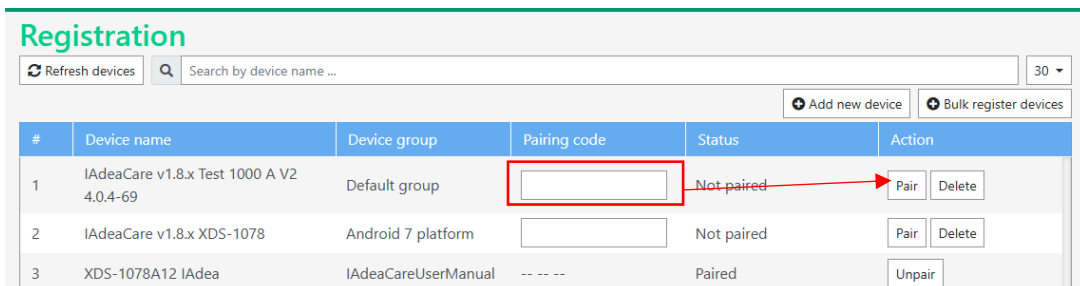 Registration
Refresh devices Search by device name ... 30
Add new device Bulk register devices
# Device name Device group Pairing code Status Action
1 IAdeaCare v1.8.x Test 1000 A V2 4.0.4-69 Default group Not paired Pair Delete
2 IAdeaCare v1.8.x XDS-1078 Android 7 platform Not paired Pair Delete
3 XDS-1078A12 IAdea IAdeaCareUserManual -- -- -- Paired Unpair